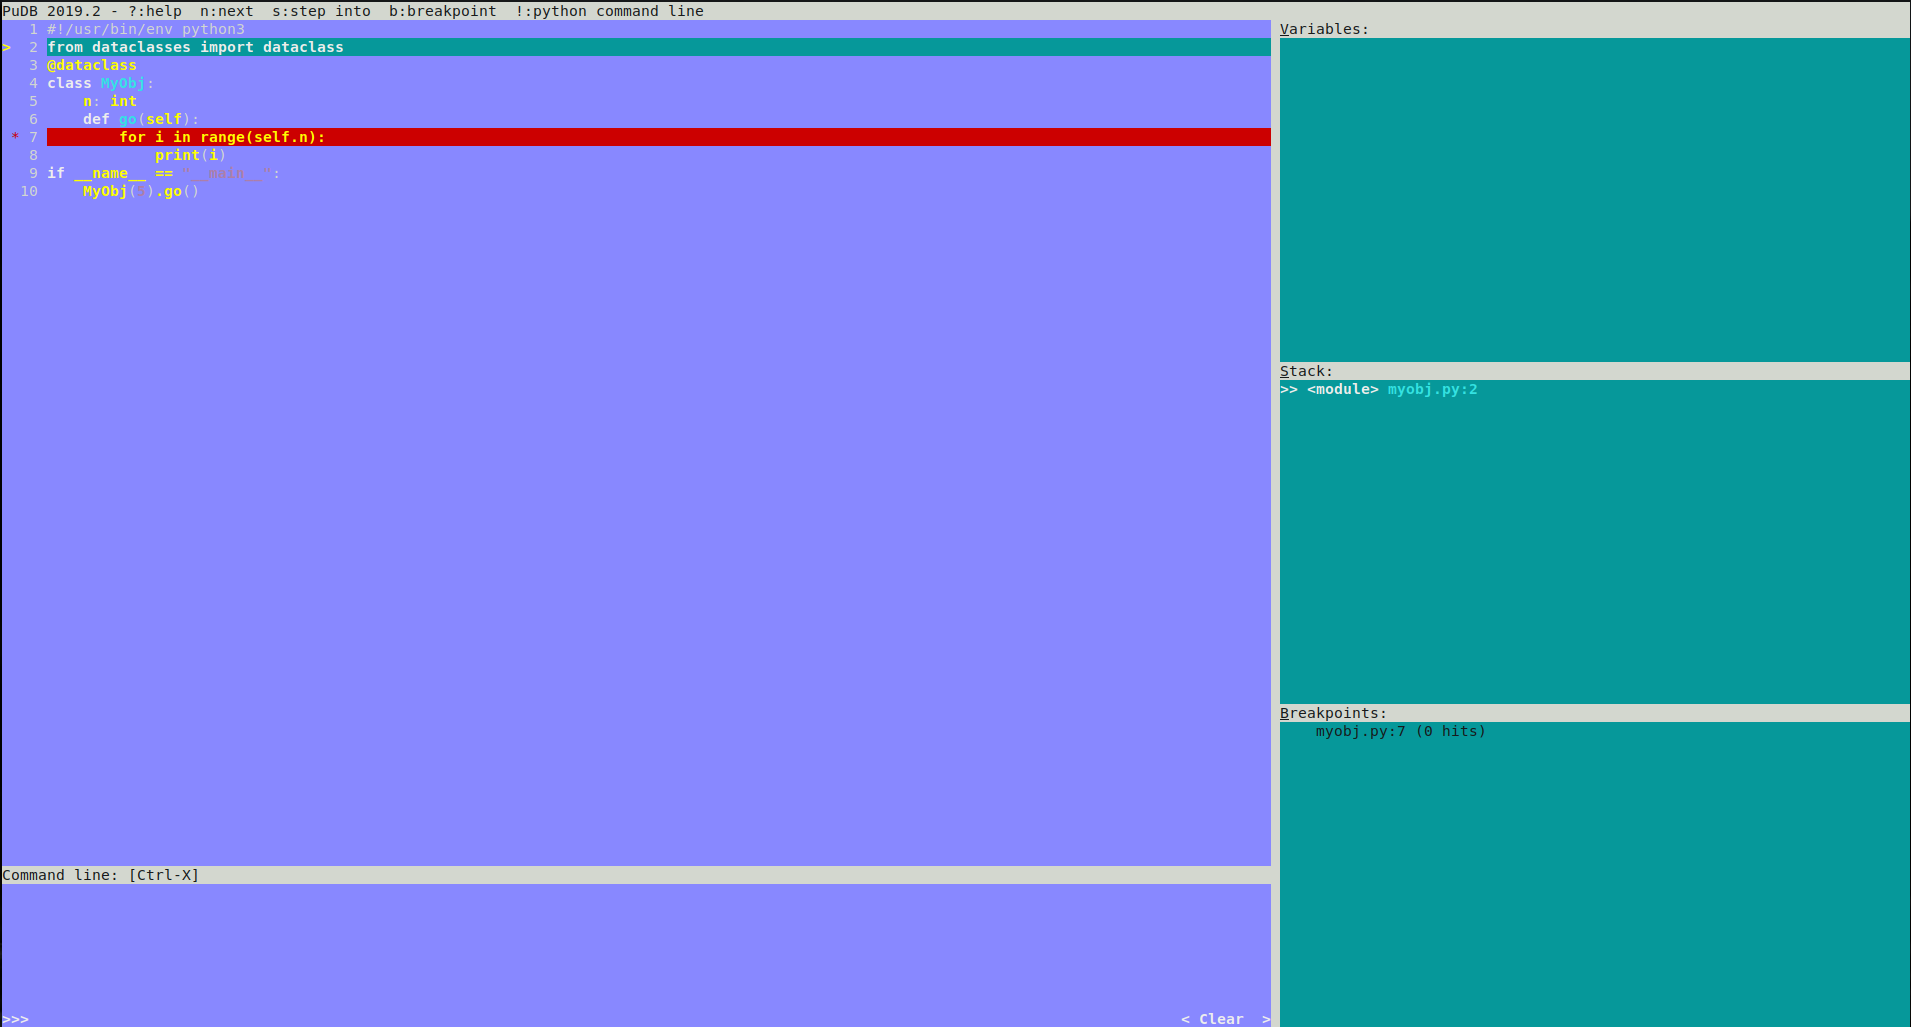 PuDB 2019.2 - ?:help  n:next  s:step into  b:breakpoint  !:python command line
1 #!/usr/bin/env python3
> 2 from dataclasses import dataclass
3 @dataclass
4 class MyObj:
5     n: int
6     def go(self):
* 7         for i in range(self.n):
8             print(i)
9 if __name__ == "__main__":
10     MyObj(5).go()
Command line: [Ctrl-X]
>>> < Clear  >
Variables:
Stack:
>> <module> myobj.py:2
Breakpoints:
myobj.py:7 (0 hits)